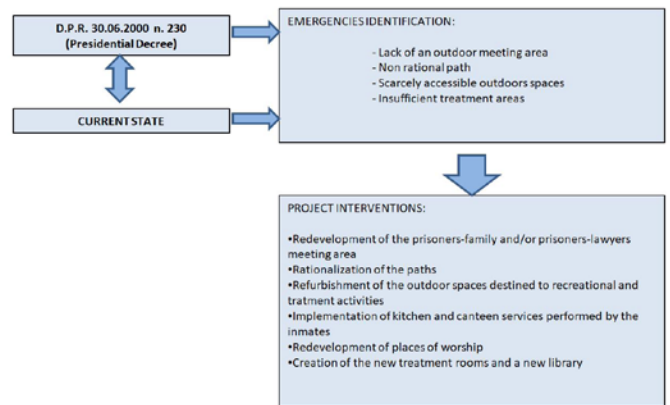 D.P.R. 30.06.2000 n. 230
(Presidential Decree)
CURRENT STATE
EMERGENCIES IDENTIFICATION:
- Lack of an outdoor meeting area
- Non rational path
- Scarcely accessible outdoors spaces
- Insufficient treatment areas
PROJECT INTERVENTIONS:
•Redevelopment of the prisoners-family and/or prisoners-lawyers
meeting area
•Rationalization of the paths
•Refurbishment of the outdoor spaces destined to recreational and
tratment activities
•Implementation of kitchen and canteen services performed by the
inmates
•Redevelopment of places of worship
•Creation of the new treatment rooms and a new library